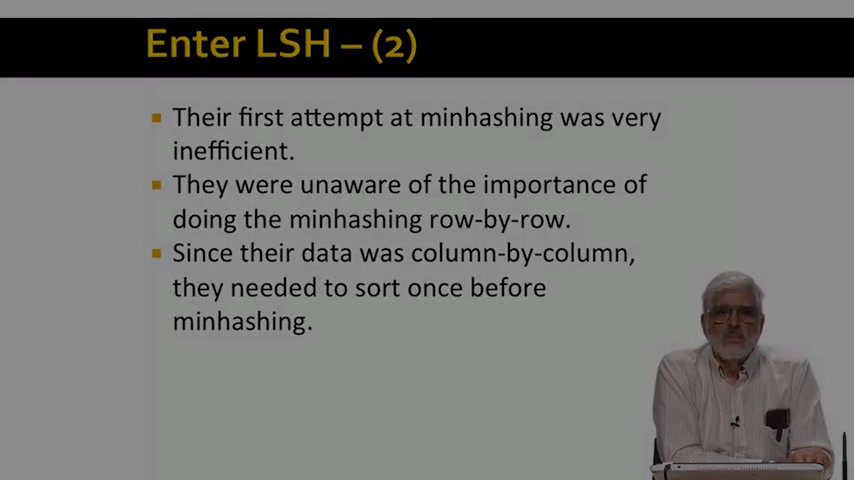 Enter LSH – (2)
Their first attempt at minhashing was very
inefficient.
They were unaware of the importance of
doing the minhashing row-by-row.
Since their data was column-by-column,
they needed to sort once before
minhashing.